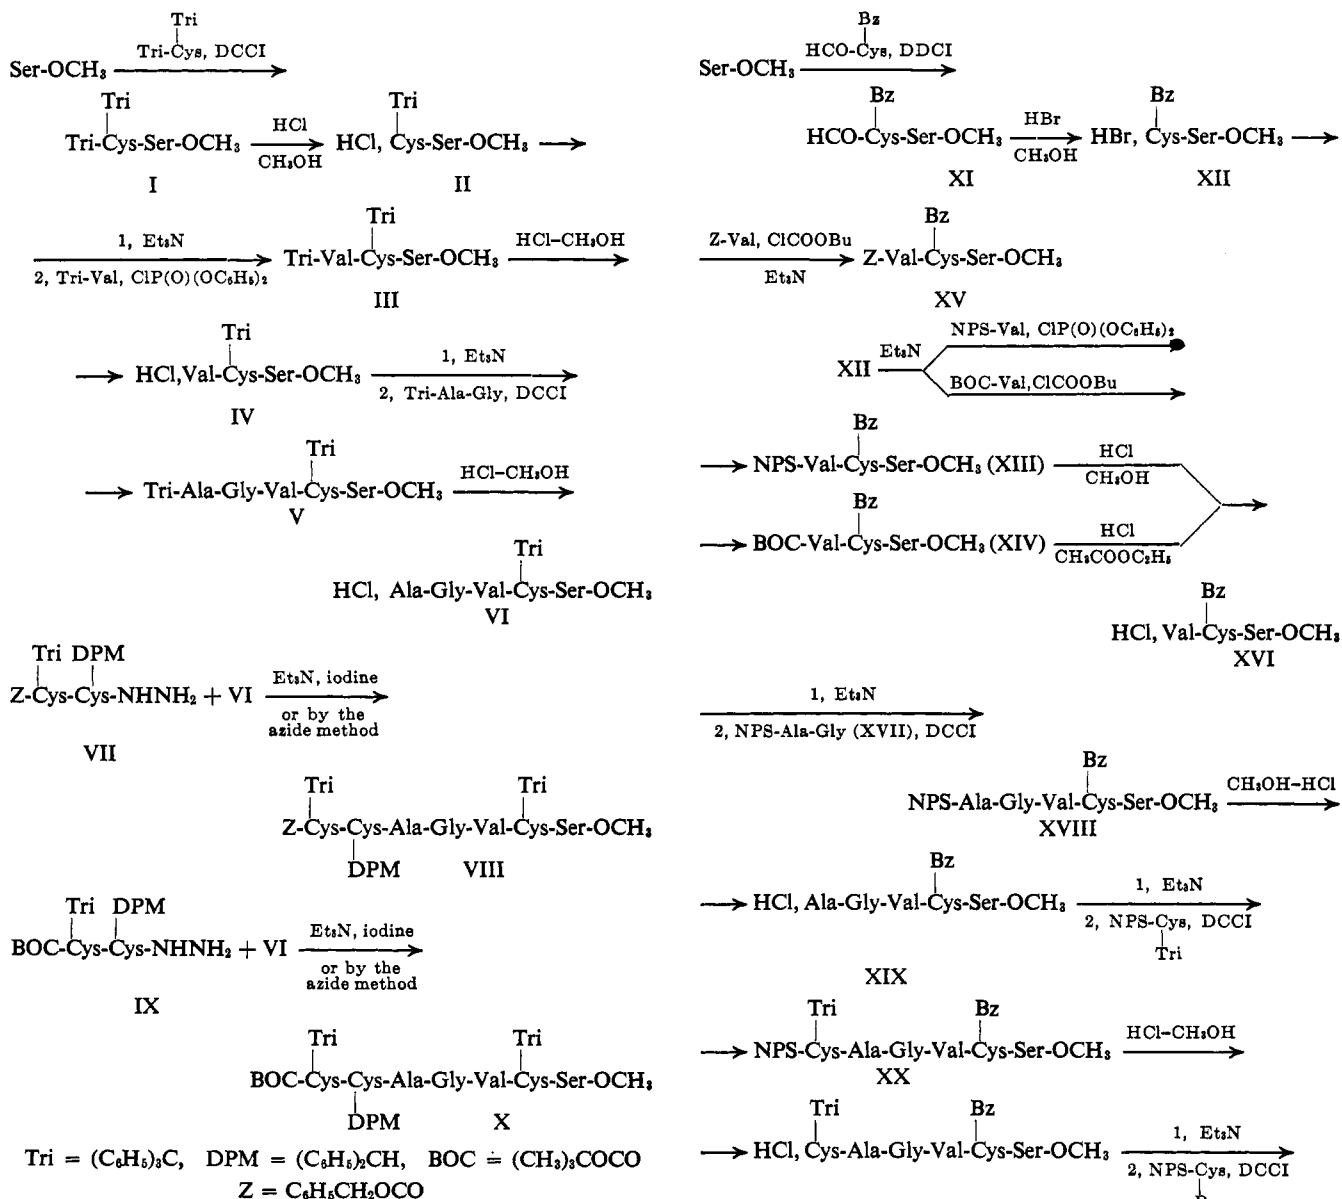 Tri
Tri-Cys, DCCI
Ser-OCH₃
Tri
Tri-Cys-Ser-OCH₃
HCl
CH₃OH
Tri
HCl, Cys-Ser-OCH₃
I
II
1, Et₃N
2, Tri-Val, ClP(O)(OC₆H₅)₂
Tri
Tri-Val-Cys-Ser-OCH₃
HCl-CH₃OH
III
Tri
HCl,Val-Cys-Ser-OCH₃
1, Et₃N
2, Tri-Ala-Gly, DCCI
IV
Tri
Tri-Ala-Gly-Val-Cys-Ser-OCH₃
HCl-CH₃OH
V
Tri
HCl, Ala-Gly-Val-Cys-Ser-OCH₃
VI
Tri DPM
Z-Cys-Cys-NHNH₂ + VI
Et₃N, iodine
or by the
azide method
VII
Tri Tri
Z-Cys-Cys-Ala-Gly-Val-Cys-Ser-OCH₃
DPM VIII
Tri DPM
BOC-Cys-Cys-NHNH₂ + VI
Et₃N, iodine
or by the
azide method
IX
Tri Tri
BOC-Cys-Cys-Ala-Gly-Val-Cys-Ser-OCH₃
DPM X
Tri = (C₆H₅)₃C, DPM = (C₆H₅)₂CH, BOC = (CH₃)₃COCO
Z = C₆H₅CH₂OCO
Bz
HCO-Cys, DDCI
Ser-OCH₃
Bz
HCO-Cys-Ser-OCH₃
HBr
CH₃OH
Bz
HBr, Cys-Ser-OCH₃
XI
XII
Z-Val, ClCOOBu
Et₃N
Bz
Z-Val-Cys-Ser-OCH₃
XV
XII
Et₃N
NPS-Val, ClP(O)(OC₆H₅)₂
BOC-Val,ClCOOBu
Bz
NPS-Val-Cys-Ser-OCH₃ (XIII)
HCl
CH₃OH
Bz
BOC-Val-Cys-Ser-OCH₃ (XIV)
HCl
CH₃COOC₂H₅
Bz
HCl, Val-Cys-Ser-OCH₃
XVI
1, Et₃N
2, NPS-Ala-Gly (XVII), DCCI
Bz
NPS-Ala-Gly-Val-Cys-Ser-OCH₃
CH₃OH-HCl
XVIII
Bz
HCl, Ala-Gly-Val-Cys-Ser-OCH₃
1, Et₃N
2, NPS-Cys, DCCI
Tri
XIX
Tri Bz
NPS-Cys-Ala-Gly-Val-Cys-Ser-OCH₃
HCl-CH₃OH
XX
Tri Bz
HCl, Cys-Ala-Gly-Val-Cys-Ser-OCH₃
1, Et₃N
2, NPS-Cys, DCCI